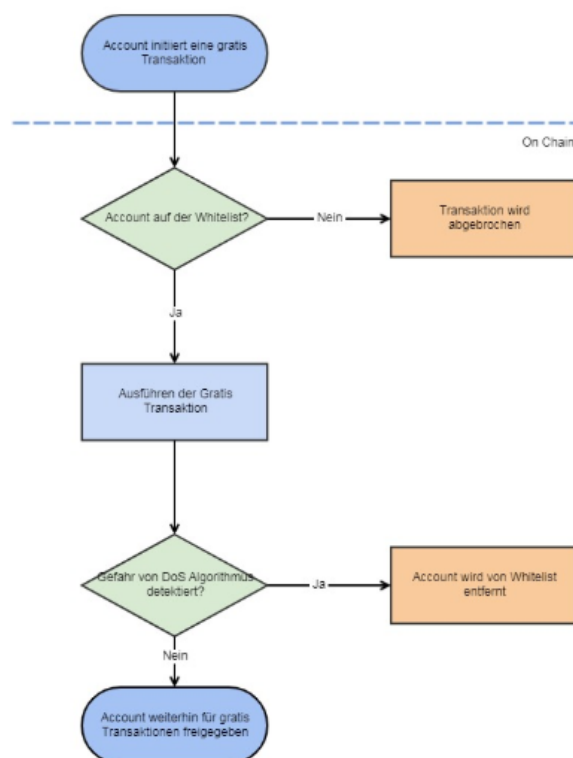 Account initiiert eine gratis
Transaktion
On Chain
Account auf der Whitelist?
Nein
Transaktion wird
abgebrochen
Ja
Ausführen der Gratis
Transaktion
Gefahr von DoS Algorithmus
detektiert?
Ja
Account wird von Whitelist
entfernt
Nein
Account weiterhin für gratis
Transaktionen freigegeben